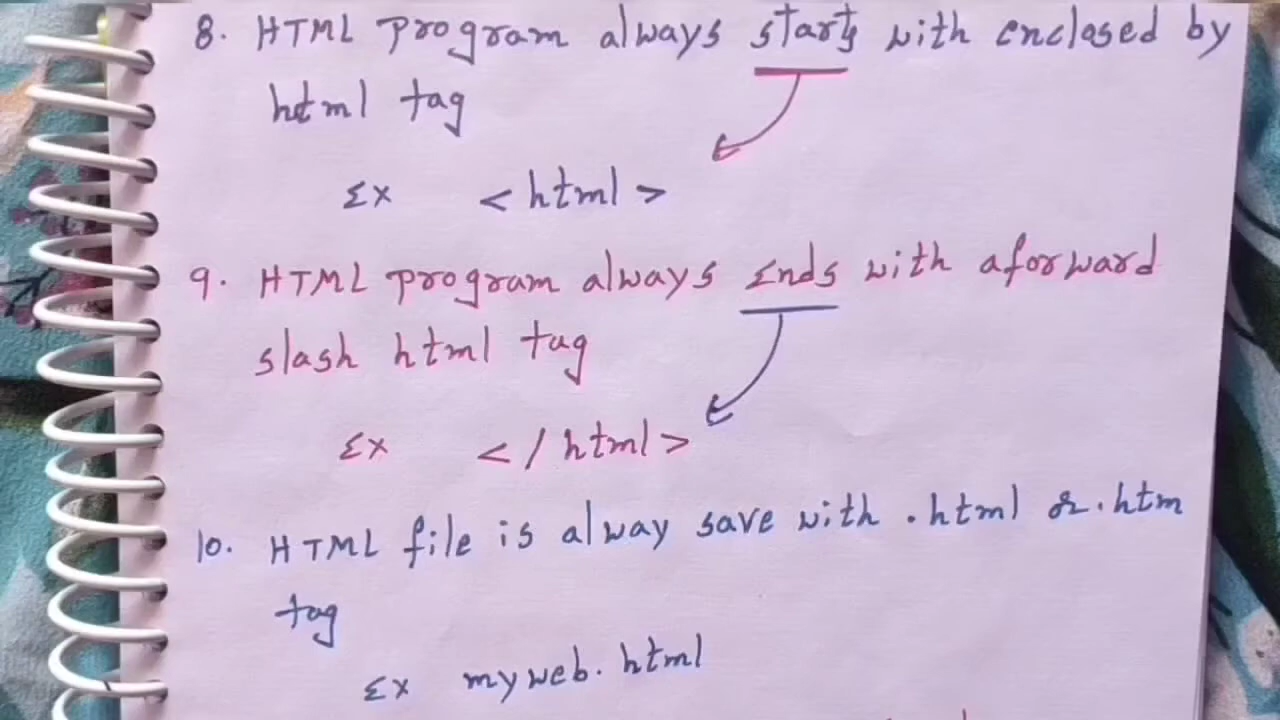 8. HTML program always starts with enclosed by
html tag
Ex <html>
9. HTML program always Ends with aforward
slash html tag
Ex </html>
10. HTML file is alway save with .html or .htm
tag
Ex myweb.html